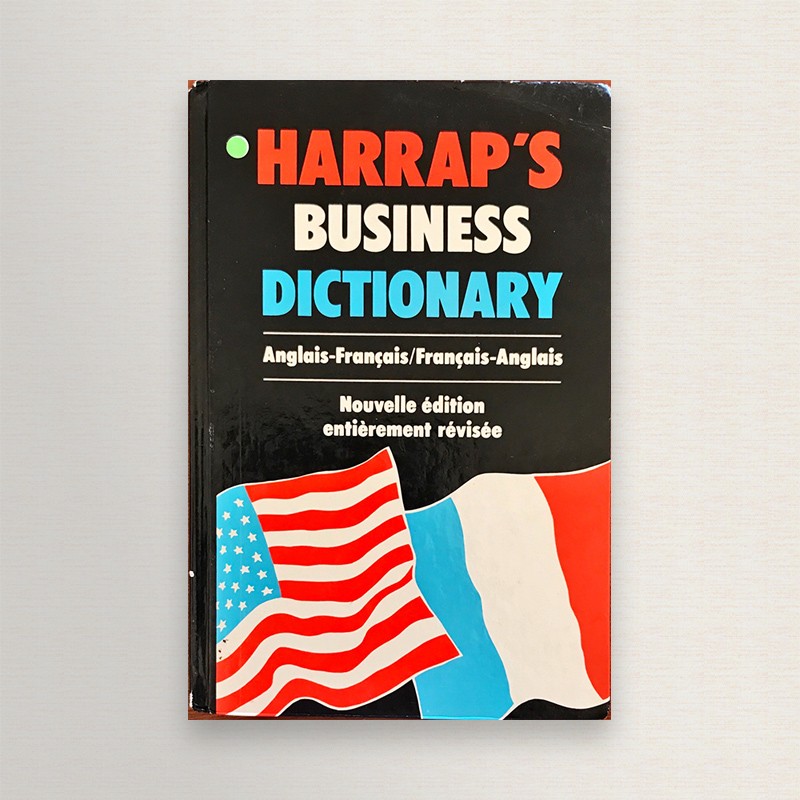 HARRAP'S
BUSINESS
DICTIONARY
Anglais-Français/Français-Anglais
Nouvelle édition
entièrement révisée